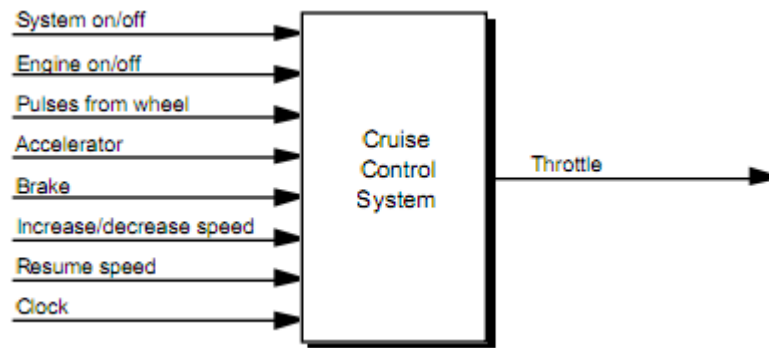 System on/off
Engine on/off
Pulses from wheel
Accelerator
Brake
Increase/decrease speed
Resume speed
Clock
Cruise
Control
System
Throttle